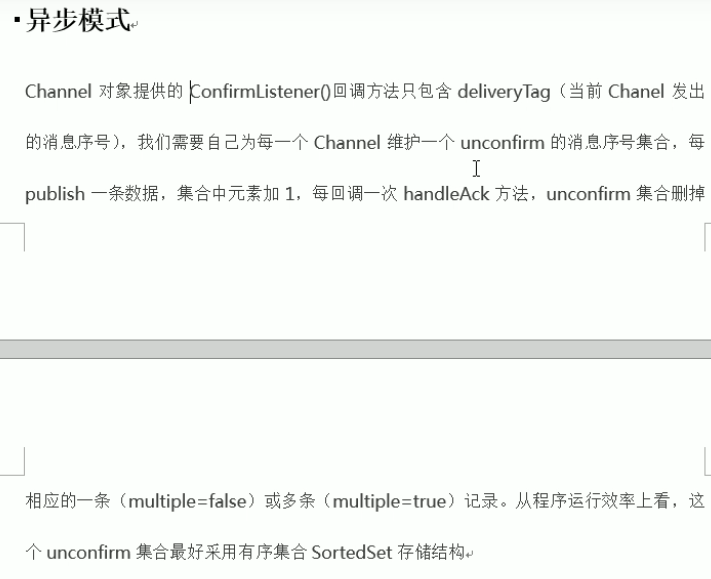 异步模式
Channel 对象提供的 ConfirmListener()回调方法只包含 deliveryTag（当前 Chanel 发出
的消息序号），我们需要自己为每一个 Channel 维护一个 unconfirm 的消息序号集合，每
publish 一条数据，集合中元素加 1，每回调一次 handleAck 方法，unconfirm 集合删掉
相应的一条（multiple=false）或多条（multiple=true）记录。从程序运行效率上看，这
个 unconfirm 集合最好采用有序集合 SortedSet 存储结构